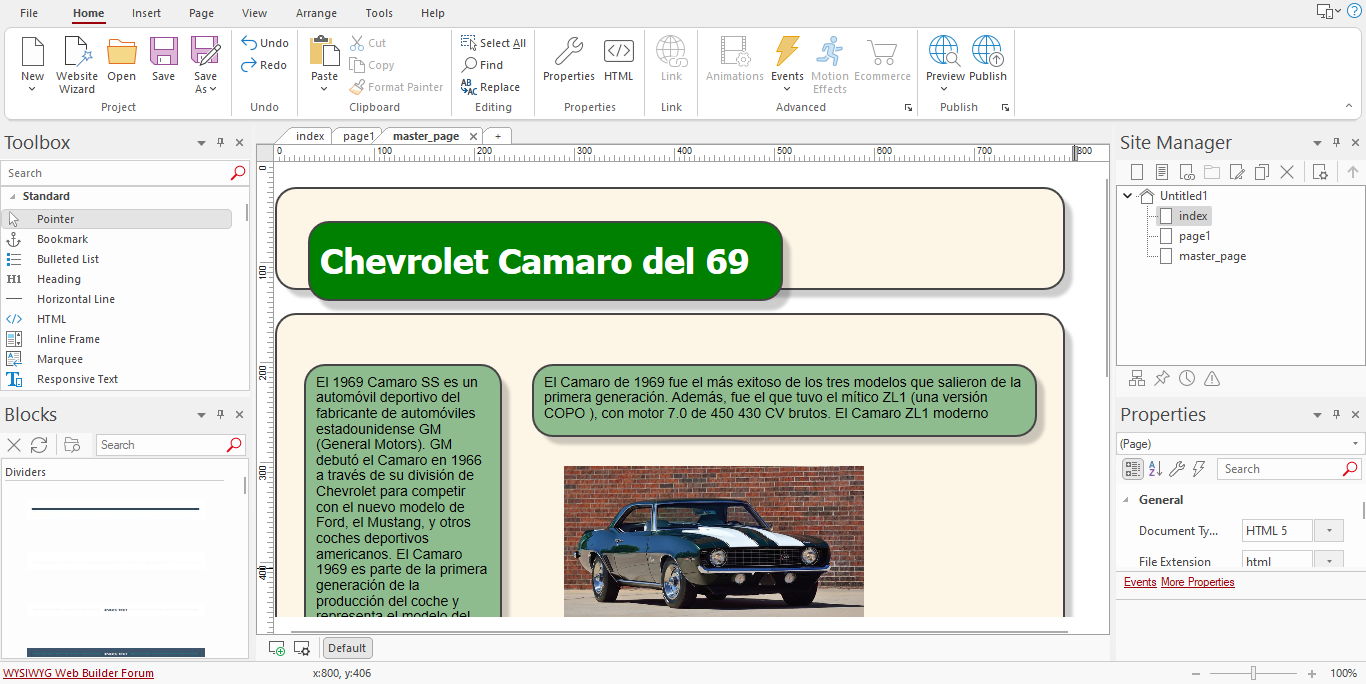 File Home Insert Page View Arrange Tools Help
New Website Wizard Open Save Save As
Project
Undo
Redo
Undo
Paste
Cut
Copy
Format Painter
Clipboard
Select All
Find
Replace
Editing
Properties HTML
Properties
Link
Link
Animations Events Motion Effects Ecommerce
Advanced
Preview Publish
Publish
Toolbox
Search
Standard
Pointer
Bookmark
Bulleted List
H1 Heading
Horizontal Line
HTML
Inline Frame
Marquee
Responsive Text
Blocks
Search
Dividers
index page1 master_page +
0 100 200 300 400 500 600 700 800
0
100
200
300
400
Chevrolet Camaro del 69
El 1969 Camaro SS es un
automóvil deportivo del
fabricante de automóviles
estadounidense GM
(General Motors). GM
debutó el Camaro en 1966
a través de su división de
Chevrolet para competir
con el nuevo modelo de
Ford, el Mustang, y otros
coches deportivos
americanos. El Camaro
1969 es parte de la primera
generación de la
producción del coche y
representa el modelo del
El Camaro de 1969 fue el más exitoso de los tres modelos que salieron de la
primera generación. Además, fue el que tuvo el mítico ZL1 (una versión
COPO ), con motor 7.0 de 450 430 CV brutos. El Camaro ZL1 moderno
Default
Site Manager
Untitled1
index
page1
master_page
Properties
(Page)
Search
General
Document Ty... HTML 5
File Extension html
Events More Properties
WYSIWYG Web Builder Forum
x:800, y:406
100%